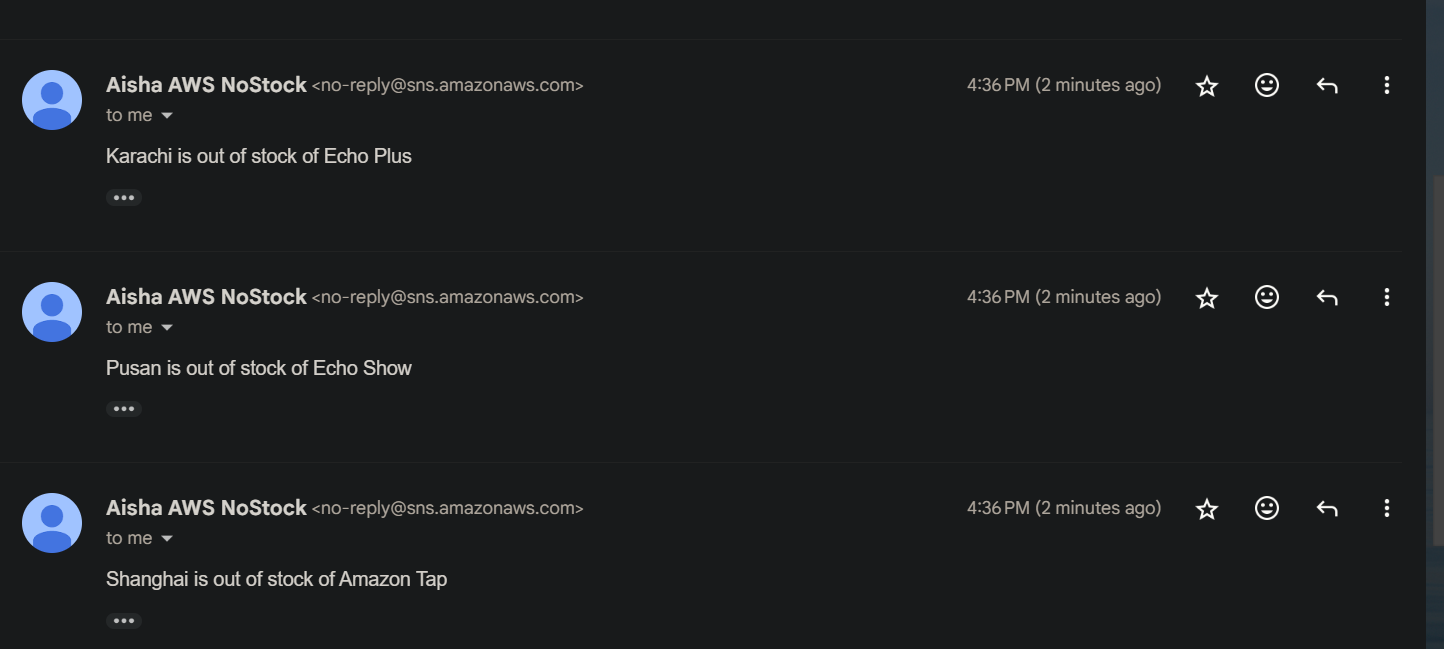 Aisha AWS NoStock <no-reply@sns.amazonaws.com> 4:36 PM (2 minutes ago)
to me
Karachi is out of stock of Echo Plus
Aisha AWS NoStock <no-reply@sns.amazonaws.com> 4:36 PM (2 minutes ago)
to me
Pusan is out of stock of Echo Show
Aisha AWS NoStock <no-reply@sns.amazonaws.com> 4:36 PM (2 minutes ago)
to me
Shanghai is out of stock of Amazon Tap